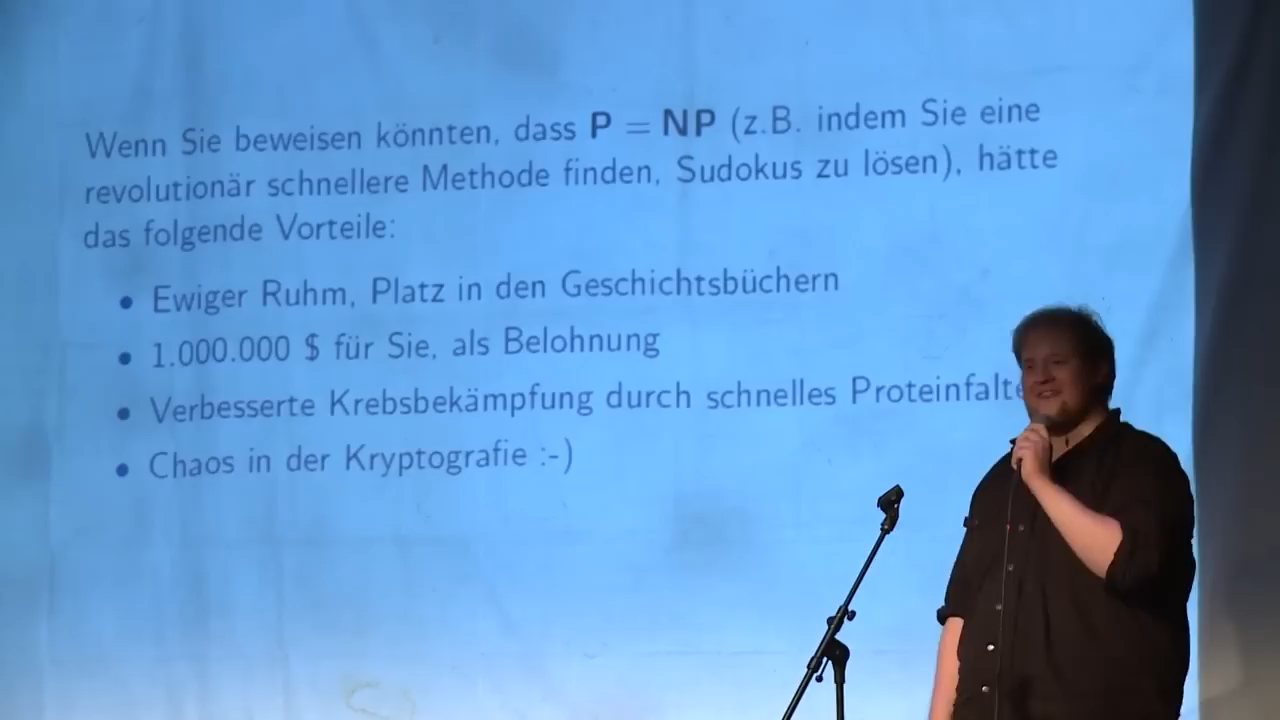 Wenn Sie beweisen könnten, dass P = NP (z.B. indem Sie eine
revolutionär schnellere Methode finden, Sudokus zu lösen), hätte
das folgende Vorteile:
• Ewiger Ruhm, Platz in den Geschichtsbüchern
• 1.000.000 $ für Sie, als Belohnung
• Verbesserte Krebsbekämpfung durch schnelles
• Chaos in der Kryptografie :-)